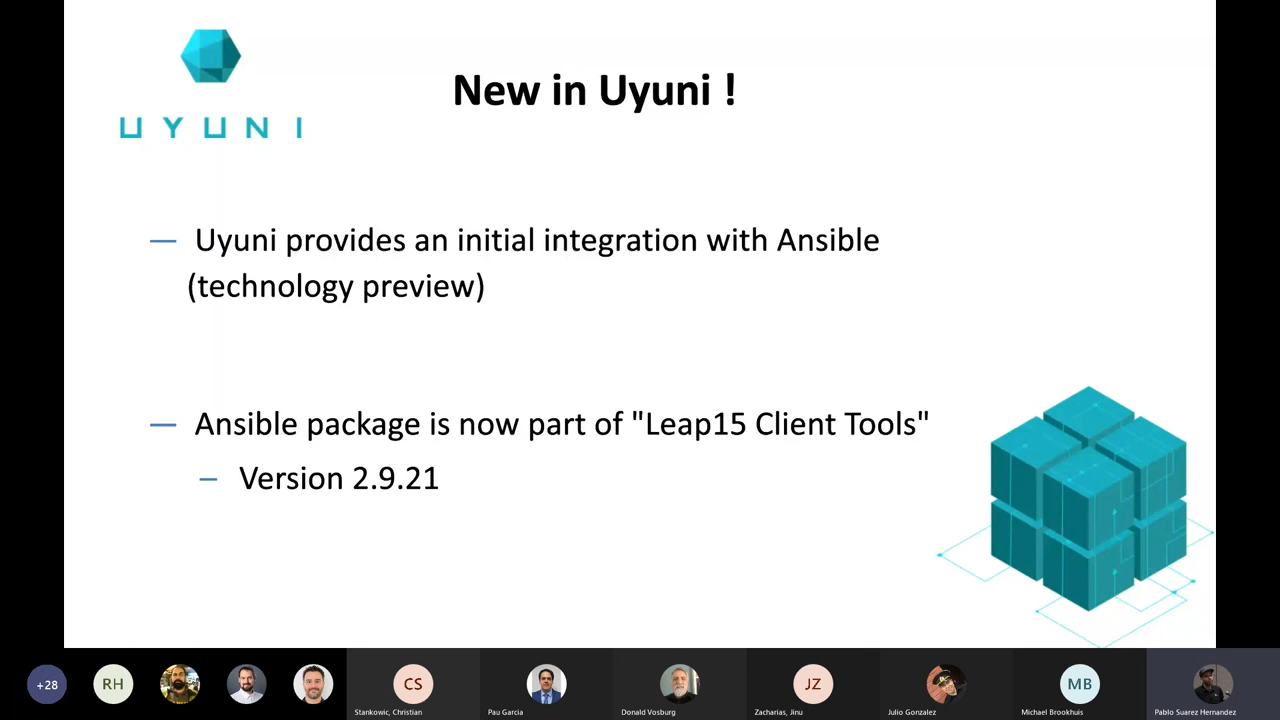 UYUNI
New in Uyuni !
— Uyuni provides an initial integration with Ansible
(technology preview)
— Ansible package is now part of "Leap15 Client Tools"
– Version 2.9.21
+28
RH
CS
JZ
MB
Stankowic, Christian
Pau Garcia
Donald Vosburg
Zacharias, Jinu
Julio Gonzalez
Michael Brookhuis
Pablo Suarez Hernandez